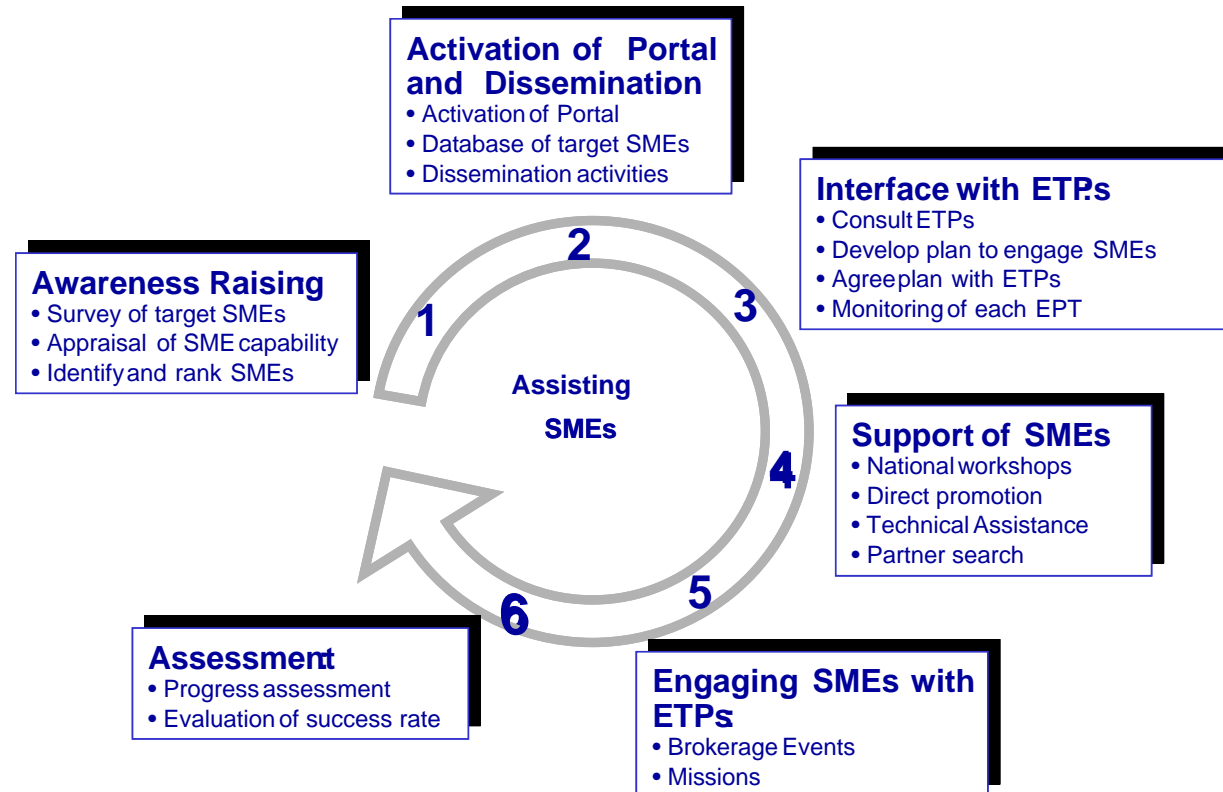 Activation of Portal
and Dissemination
• Activation of Portal
• Database of target SMEs
• Dissemination activities
Interface with ETPs
• Consult ETPs
• Develop plan to engage SMEs
• Agree plan with ETPs
• Monitoring of each EPT
Awareness Raising
• Survey of target SMEs
• Appraisal of SME capability
• Identify and rank SMEs
1
2
3
4
5
6
Assisting
SMEs
Support of SMEs
• National workshops
• Direct promotion
• Technical Assistance
• Partner search
Engaging SMEs with
ETPs
• Brokerage Events
• Missions
Assessment
• Progress assessment
• Evaluation of success rate